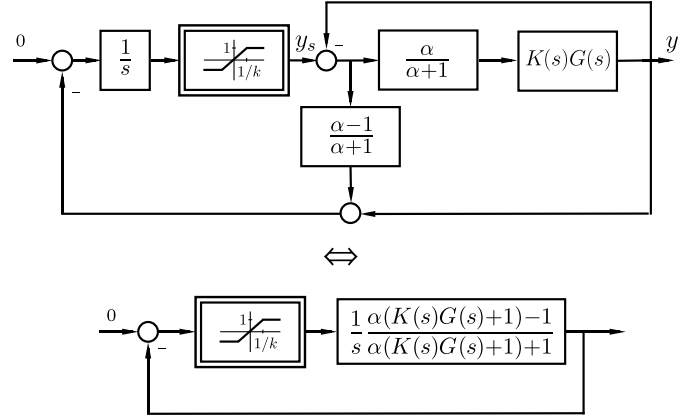 0
−
1/s
1
1/k
y_s
−
α/(α+1)
K(s)G(s)
y
(α−1)/(α+1)
⇔
0
−
1
1/k
1/s α(K(s)G(s)+1)−1/α(K(s)G(s)+1)+1